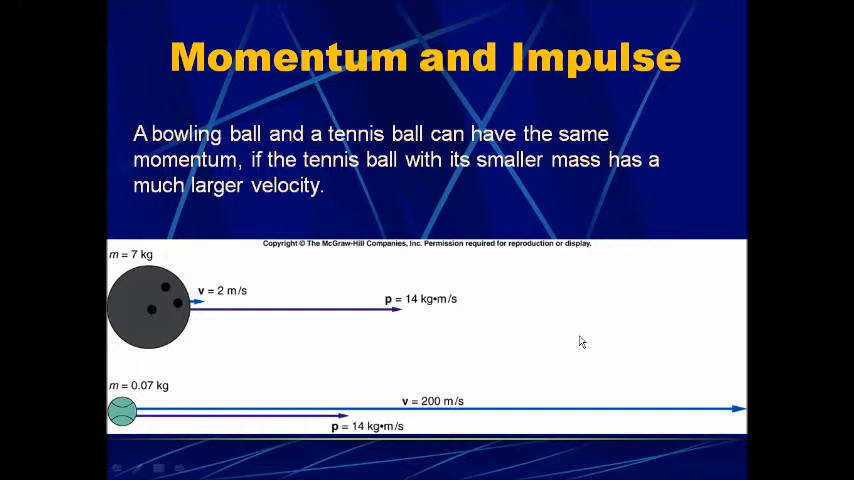 Momentum and Impulse
A bowling ball and a tennis ball can have the same
momentum, if the tennis ball with its smaller mass has a
much larger velocity.
Copyright © The McGraw-Hill Companies, Inc. Permission required for reproduction or display.
m = 7 kg
v = 2 m/s
p = 14 kg•m/s
m = 0.07 kg
v = 200 m/s
p = 14 kg•m/s